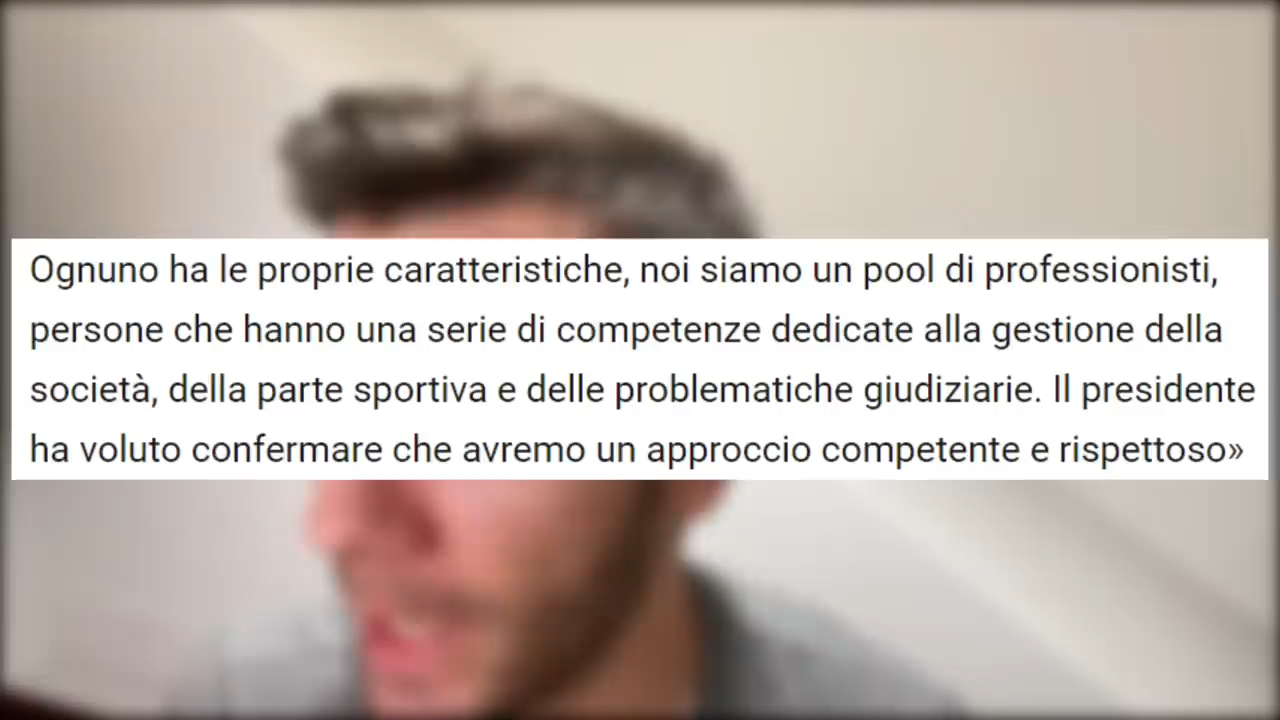 Ognuno ha le proprie caratteristiche, noi siamo un pool di professionisti,
persone che hanno una serie di competenze dedicate alla gestione della
società, della parte sportiva e delle problematiche giudiziarie. Il presidente
ha voluto confermare che avremo un approccio competente e rispettoso»